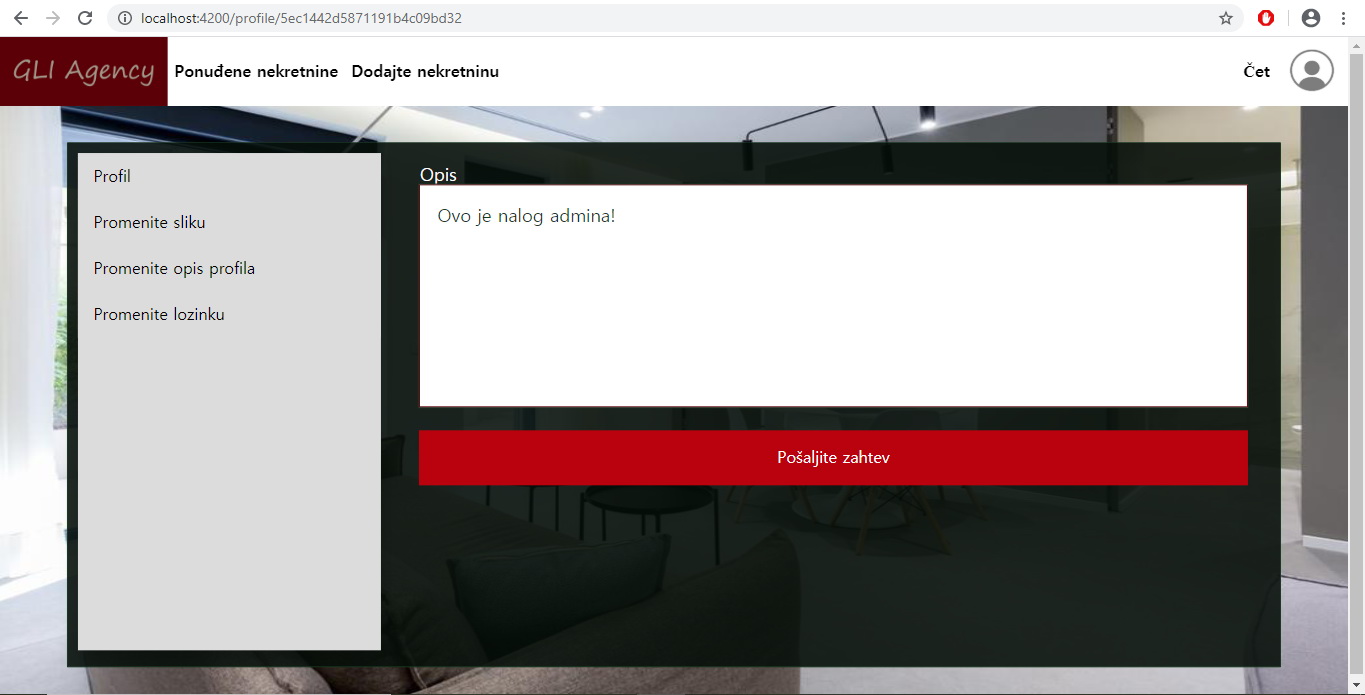 localhost:4200/profile/5ec1442d5871191b4c09bd32
GLI Agency Ponuđene nekretnine Dodajte nekretninu Čet
Profil
Promenite sliku
Promenite opis profila
Promenite lozinku
Opis
Ovo je nalog admina!
Pošaljite zahtev